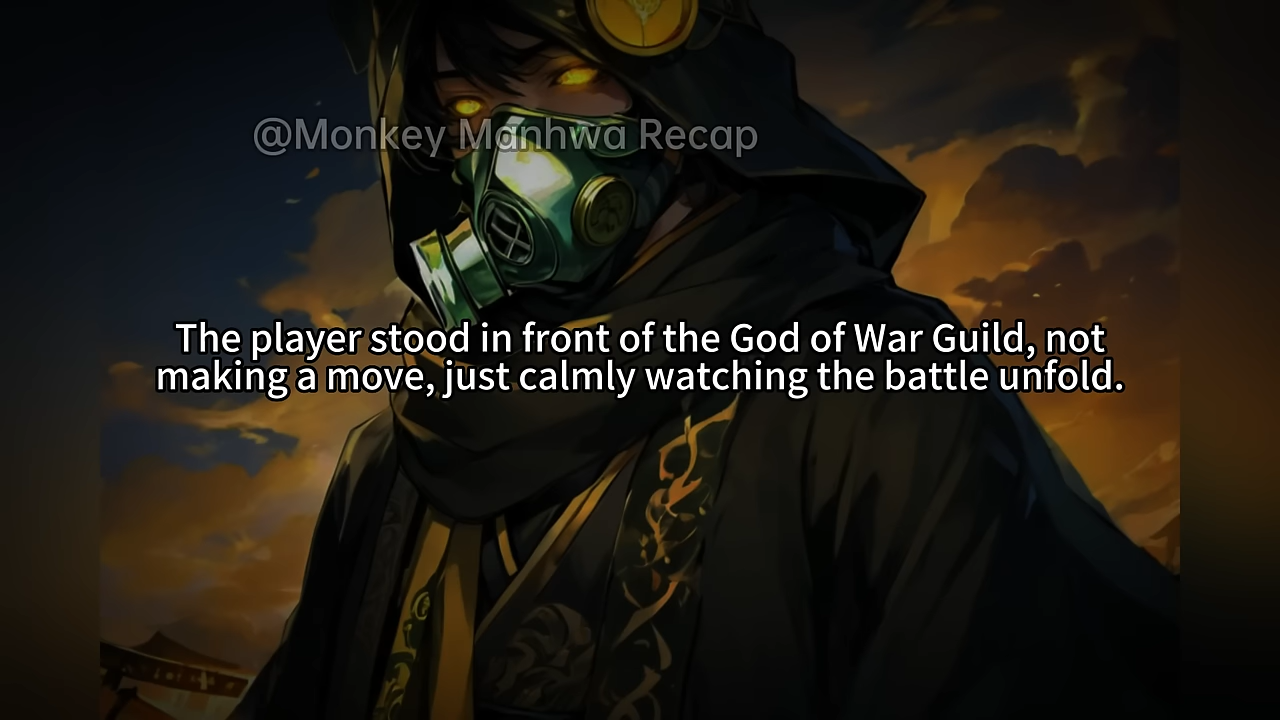 @Monkey Manhwa Recap
The player stood in front of the God of War Guild, not
making a move, just calmly watching the battle unfold.